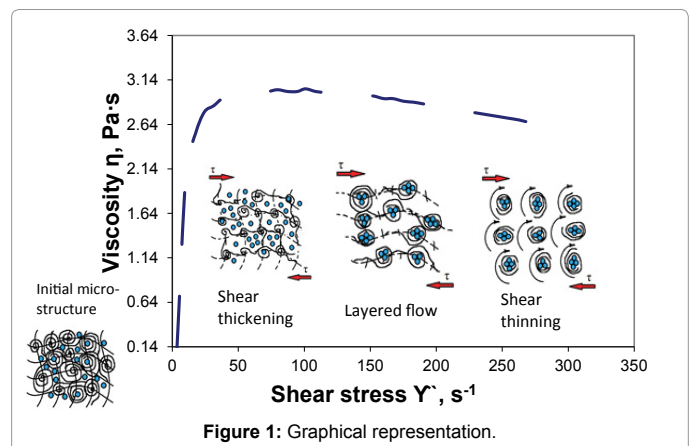 3.64
3.14
2.64
2.14
1.64
1.14
0.64
0.14
Viscosity η, Pa·s
τ
τ
τ
τ
τ
τ
Initial micro-
structure
Shear
thickening
Layered flow
Shear
thinning
0 50 100 150 200 250 300 350
Shear stress Υ˙˙, s-1
Figure 1: Graphical representation.